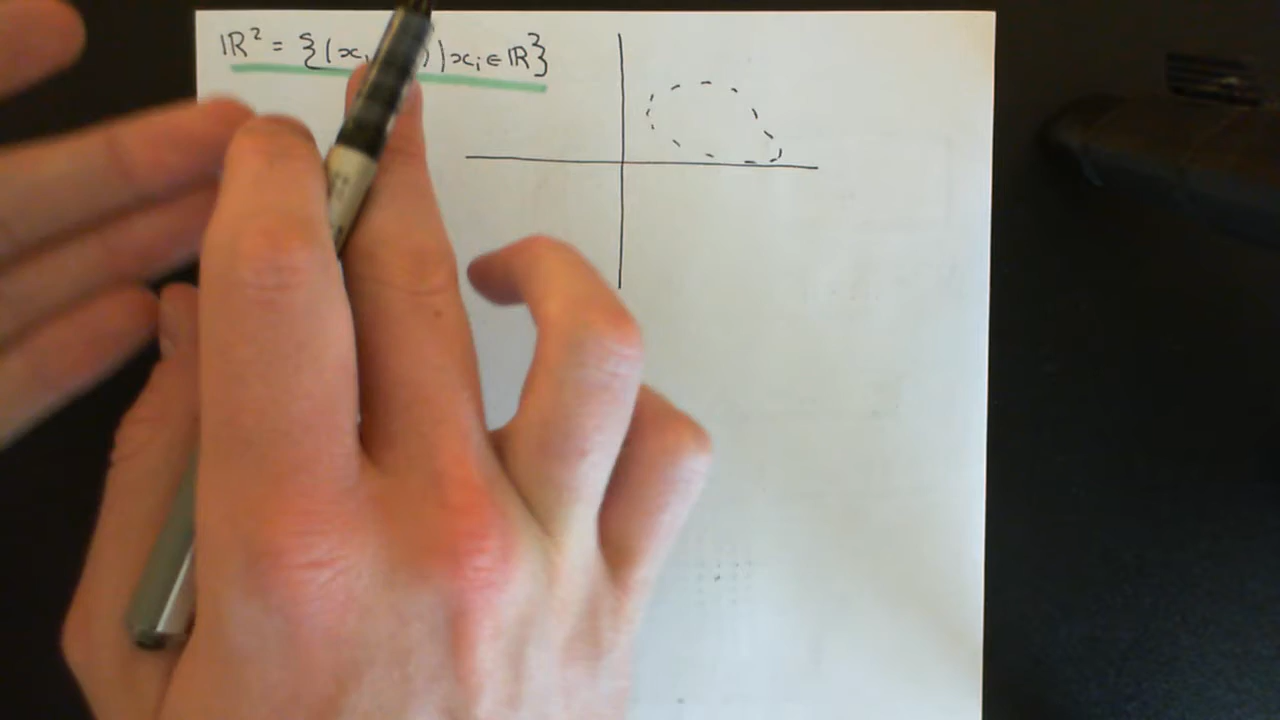 ℝ² = {(x₁ ) | xᵢ ∈ ℝ}